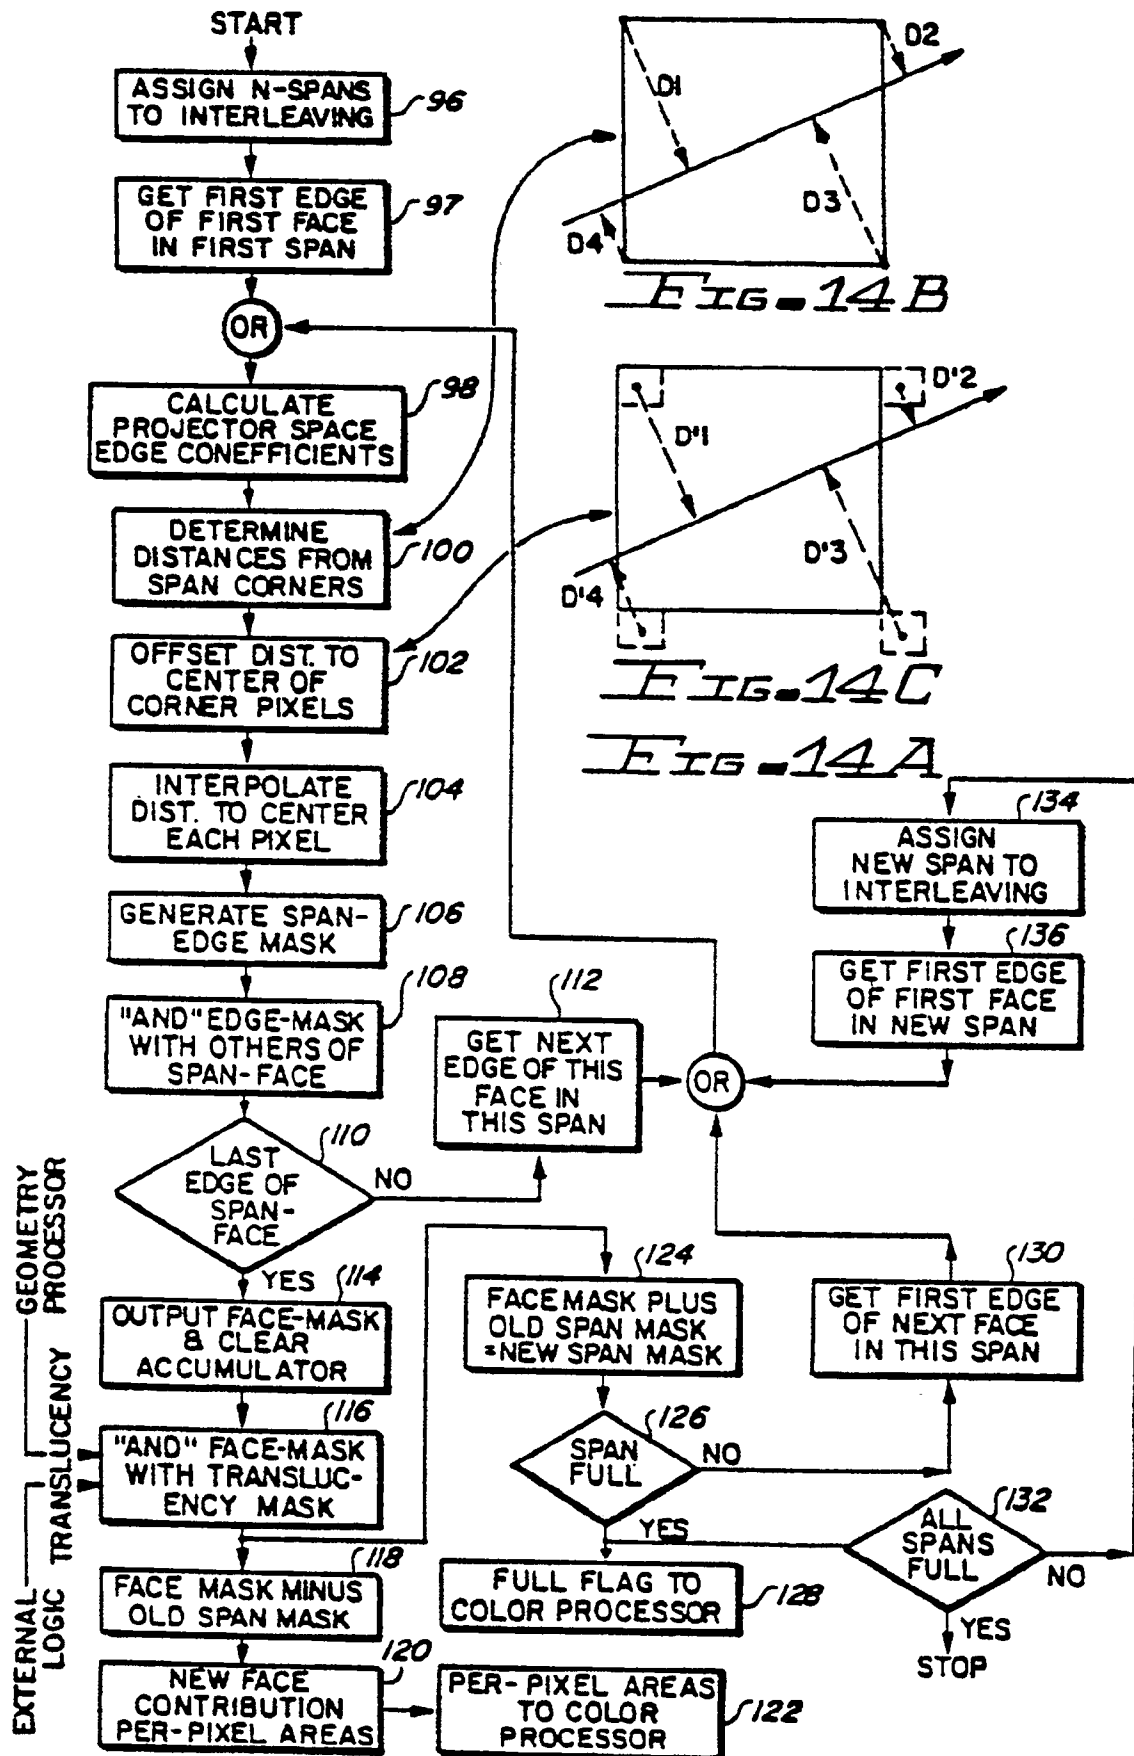 START
ASSIGN N-SPANS
TO INTERLEAVING
96
GET FIRST EDGE
OF FIRST FACE
IN FIRST SPAN
97
OR
CALCULATE
PROJECTOR SPACE
EDGE CONEFFICIENTS
98
DETERMINE
DISTANCES FROM
SPAN CORNERS
100
OFFSET DIST. TO
CENTER OF
CORNER PIXELS
102
INTERPOLATE
DIST. TO CENTER
EACH PIXEL
104
GENERATE SPAN-
EDGE MASK
106
"AND" EDGE-MASK
WITH OTHERS OF
SPAN-FACE
108
LAST
EDGE OF
SPAN-
FACE
110
NO
YES
GET NEXT
EDGE OF THIS
FACE IN
THIS SPAN
112
OR
OUTPUT FACE-MASK
& CLEAR
ACCUMULATOR
114
"AND" FACE-MASK
WITH TRANSLUC-
ENCY MASK
116
FACE MASK MINUS
OLD SPAN MASK
118
NEW FACE
CONTRIBUTION
PER-PIXEL AREAS
120
PER-PIXEL AREAS
TO COLOR
PROCESSOR
122
FACE MASK PLUS
OLD SPAN MASK
=NEW SPAN MASK
124
SPAN
FULL
126
NO
YES
FULL FLAG TO
COLOR PROCESSOR
128
GET FIRST EDGE
OF NEXT FACE
IN THIS SPAN
130
ALL
SPANS
FULL
132
NO
YES
STOP
ASSIGN
NEW SPAN TO
INTERLEAVING
134
GET FIRST EDGE
OF FIRST FACE
IN NEW SPAN
136
GEOMETRY
PROCESSOR
TRANSLUCENCY
EXTERNAL
LOGIC
D1
D2
D3
D4
FIG-14B
D'1
D'2
D'3
D'4
FIG-14C
FIG-14A